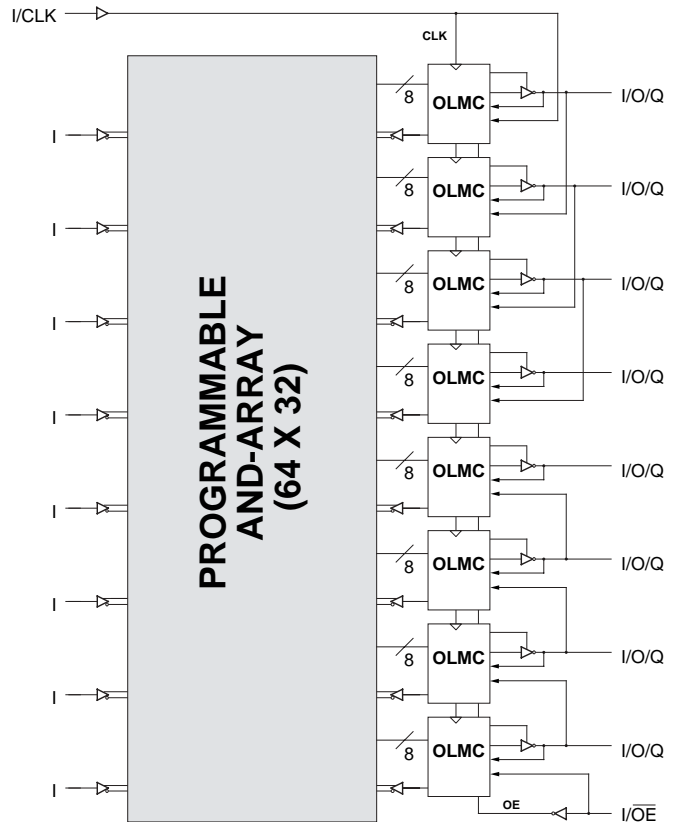 I/CLK
CLK
8
OLMC
I/O/Q
I
8
OLMC
I/O/Q
I
8
OLMC
I/O/Q
I
8
OLMC
I/O/Q
I
PROGRAMMABLE
AND-ARRAY
(64 X 32)
8
OLMC
I/O/Q
I
8
OLMC
I/O/Q
I
8
OLMC
I/O/Q
I
8
OLMC
I/O/Q
I
OE
I/O̅E̅